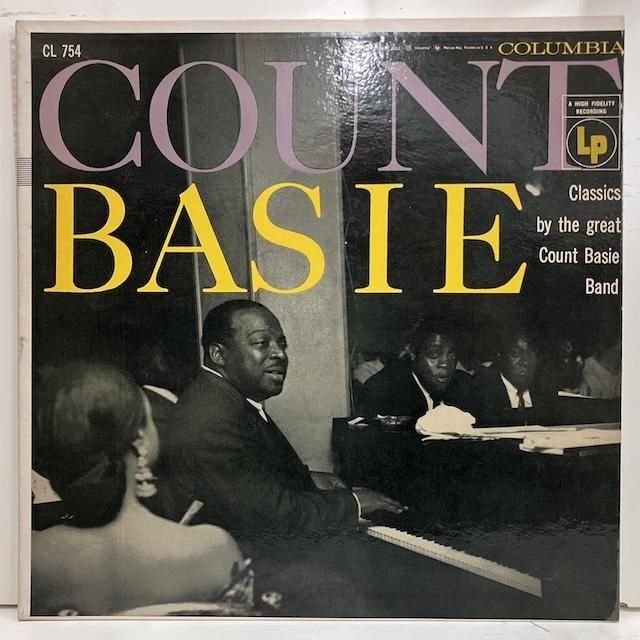 CL 754
COLUMBIA
COUNT
A HIGH FIDELITY
RECORDING
Lp
BASIE
Classics
by the great
Count Basie
Band